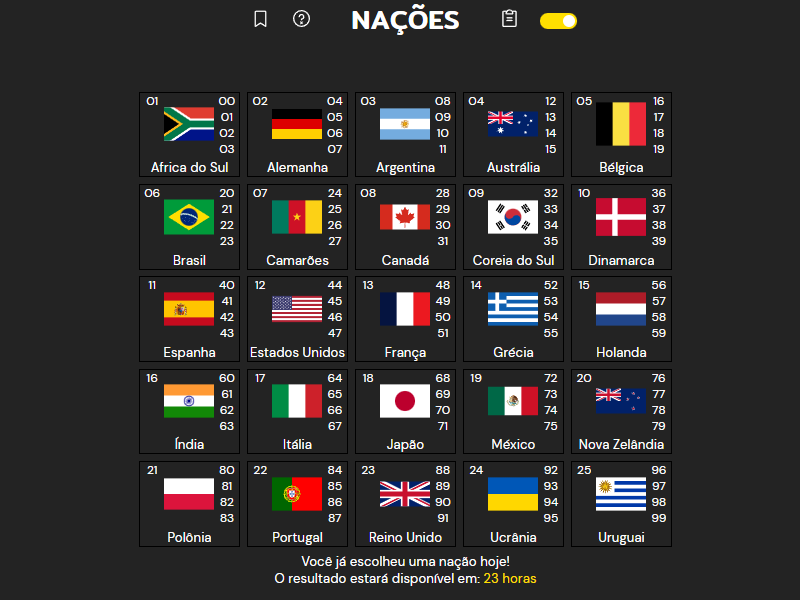 NAÇÕES
01 00 01 02 03 Africa do Sul
02 04 05 06 07 Alemanha
03 08 09 10 11 Argentina
04 12 13 14 15 Austrália
05 16 17 18 19 Bélgica
06 20 21 22 23 Brasil
07 24 25 26 27 Camarões
08 28 29 30 31 Canadá
09 32 33 34 35 Coreia do Sul
10 36 37 38 39 Dinamarca
11 40 41 42 43 Espanha
12 44 45 46 47 Estados Unidos
13 48 49 50 51 França
14 52 53 54 55 Grécia
15 56 57 58 59 Holanda
16 60 61 62 63 Índia
17 64 65 66 67 Itália
18 68 69 70 71 Japão
19 72 73 74 75 México
20 76 77 78 79 Nova Zelândia
21 80 81 82 83 Polônia
22 84 85 86 87 Portugal
23 88 89 90 91 Reino Unido
24 92 93 94 95 Ucrânia
25 96 97 98 99 Uruguai
Você já escolheu uma nação hoje!
O resultado estará disponível em: 23 horas